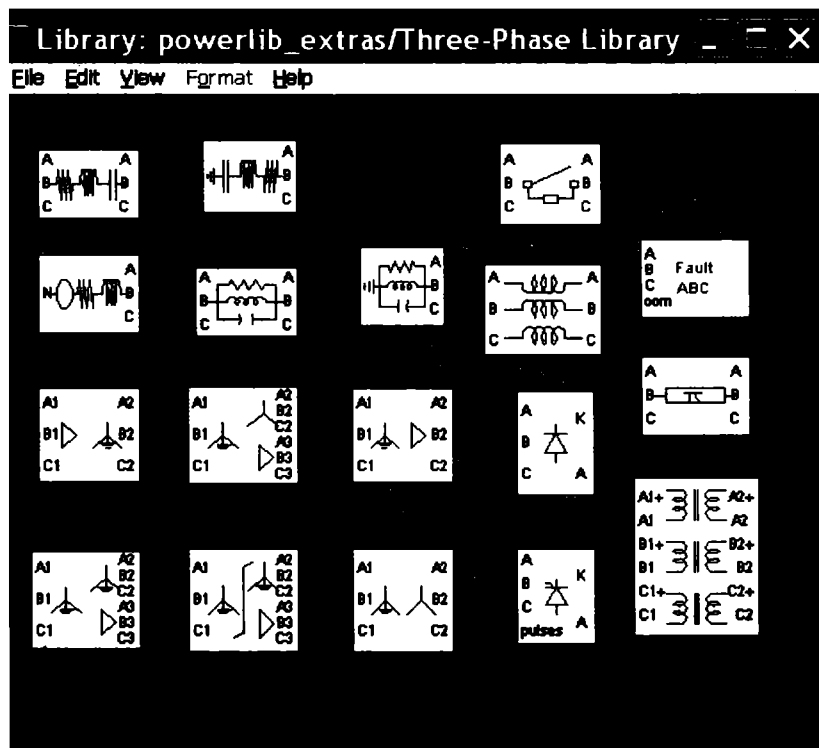 Library: powerlib_extras/Three-Phase Library
File Edit View Format Help
A A
B B
C C
A
B
C
A A
B B
C C
A
N B
C
A A
B B
C C
A
B
C
A A
B B
C C
A
B Fault
C ABC
com
A A
B B
C C
A1 A2
B1 B2
C1 C2
A1 A2
B2
B1 C2
A3
C1 B3
C3
A1 A2
B1 B2
C1 C2
A K
B
C A
A1+ A2+
A1 A2
B1+ B2+
B1 B2
C1+ C2+
C1 C2
A1 A2
B2
B1 C2
A3
C1 B3
C3
A1 A2
B2
B1 C2
A3
C1 B3
C3
A1 A2
B1 B2
C1 C2
A
B K
C
pulses A